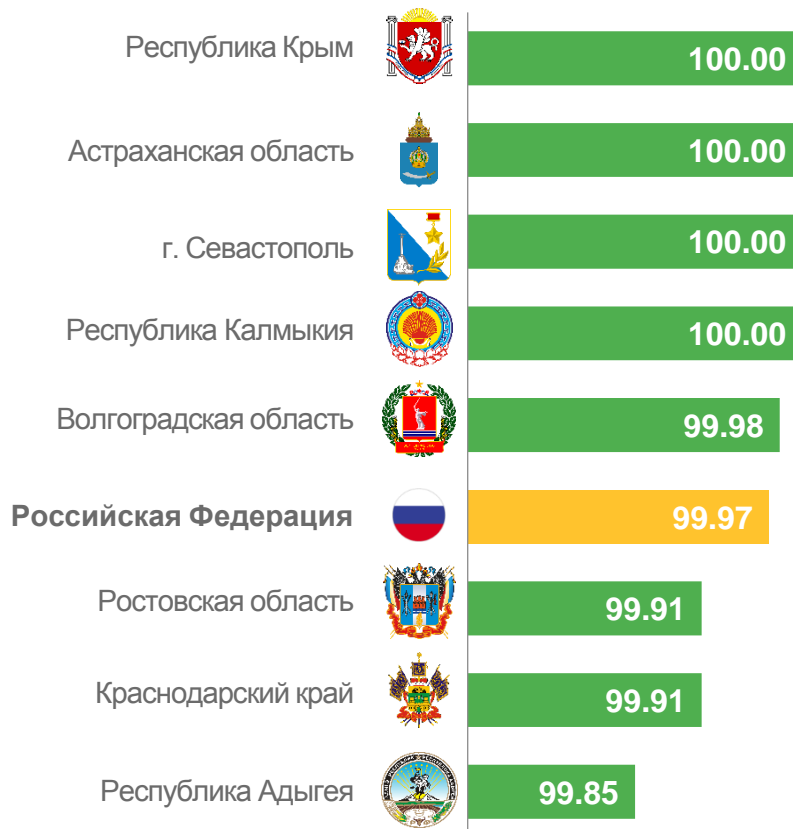 Республика Крым 100.00
Астраханская область 100.00
г. Севастополь 100.00
Республика Калмыкия 100.00
Волгоградская область 99.98
Российская Федерация 99.97
Ростовская область 99.91
Краснодарский край 99.91
Республика Адыгея 99.85